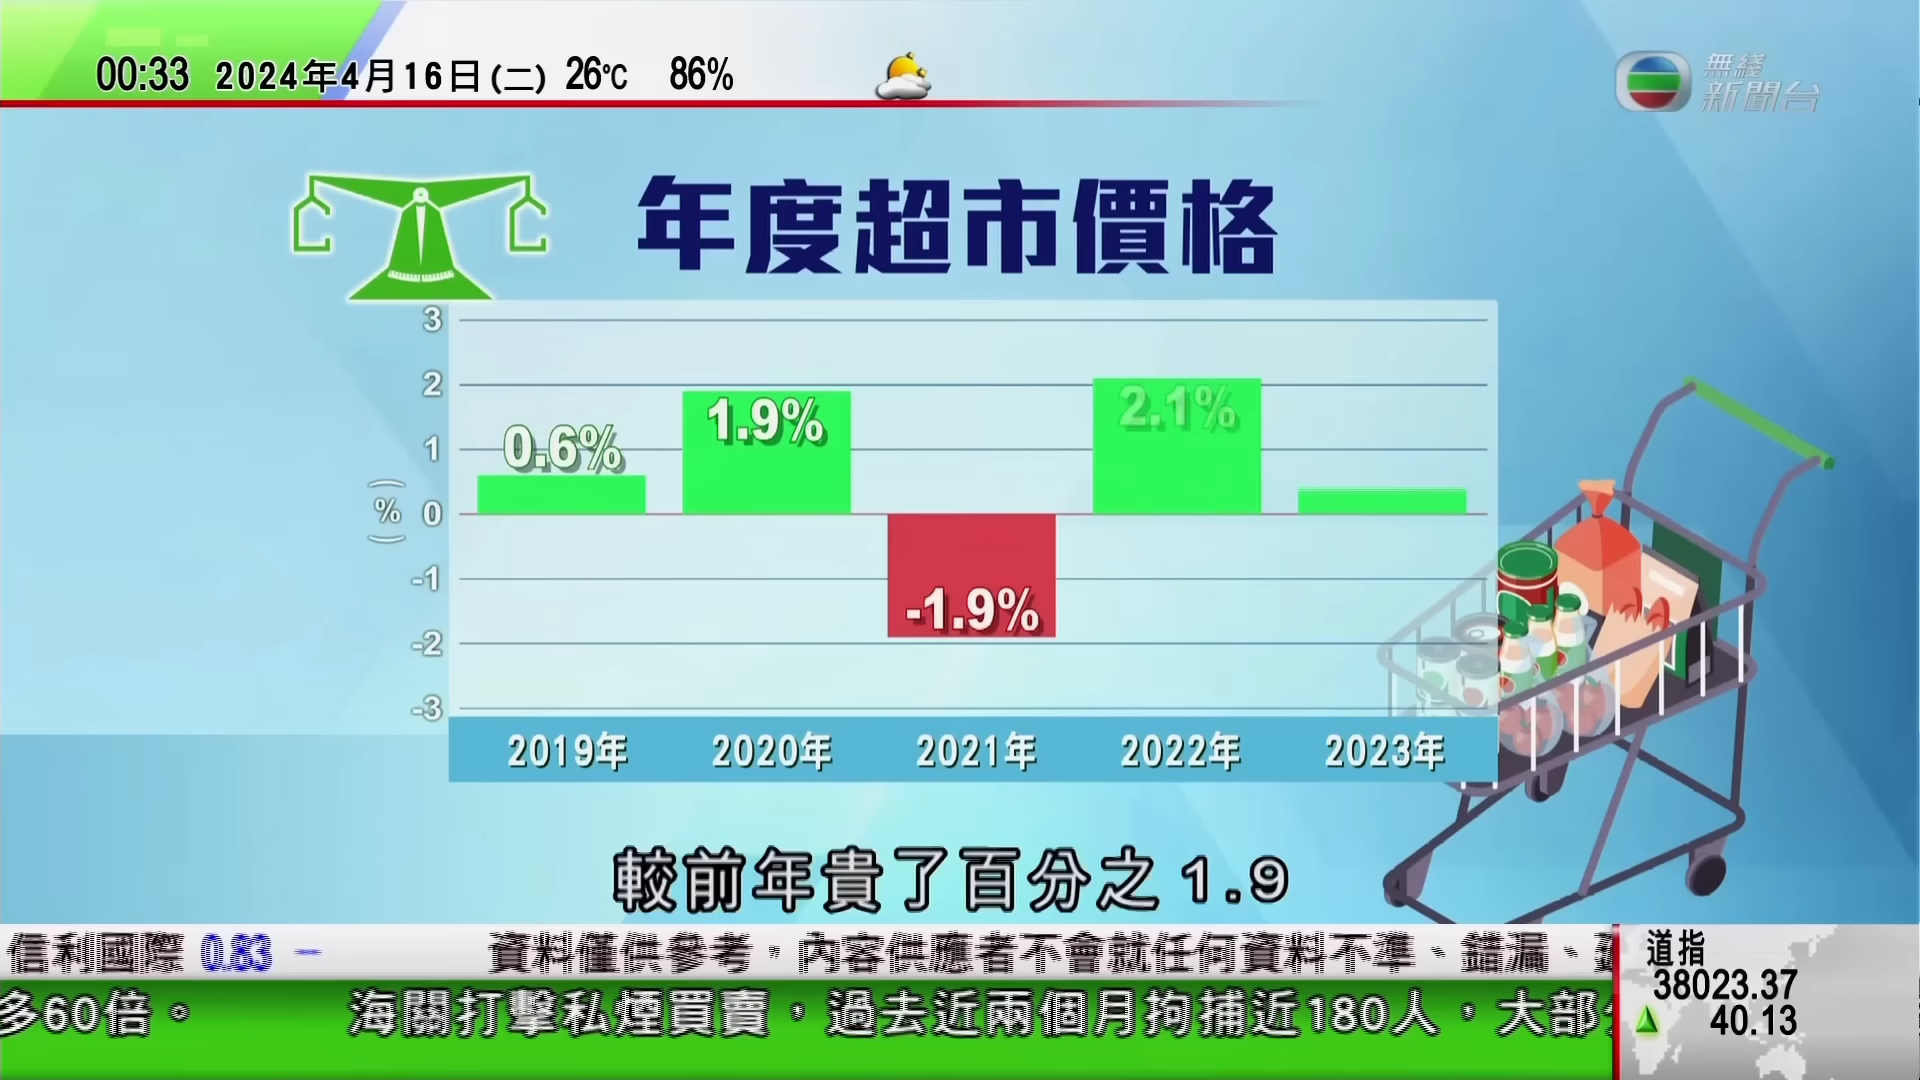 00:33 2024年4月16日(二) 26℃ 86%
無綫
新聞台
年度超市價格
3
2
1
0
-1
-2
-3
(%)
0.6%
1.9%
-1.9%
2.1%
2019年 2020年 2021年 2022年 2023年
較前年貴了百分之1.9
信利國際 0.83 － 資料僅供參考，內容供應者不會就任何資料不準、錯漏、
多60倍。 海關打擊私煙買賣，過去近兩個月拘捕近180人，大部
道指
38023.37
▲ 40.13